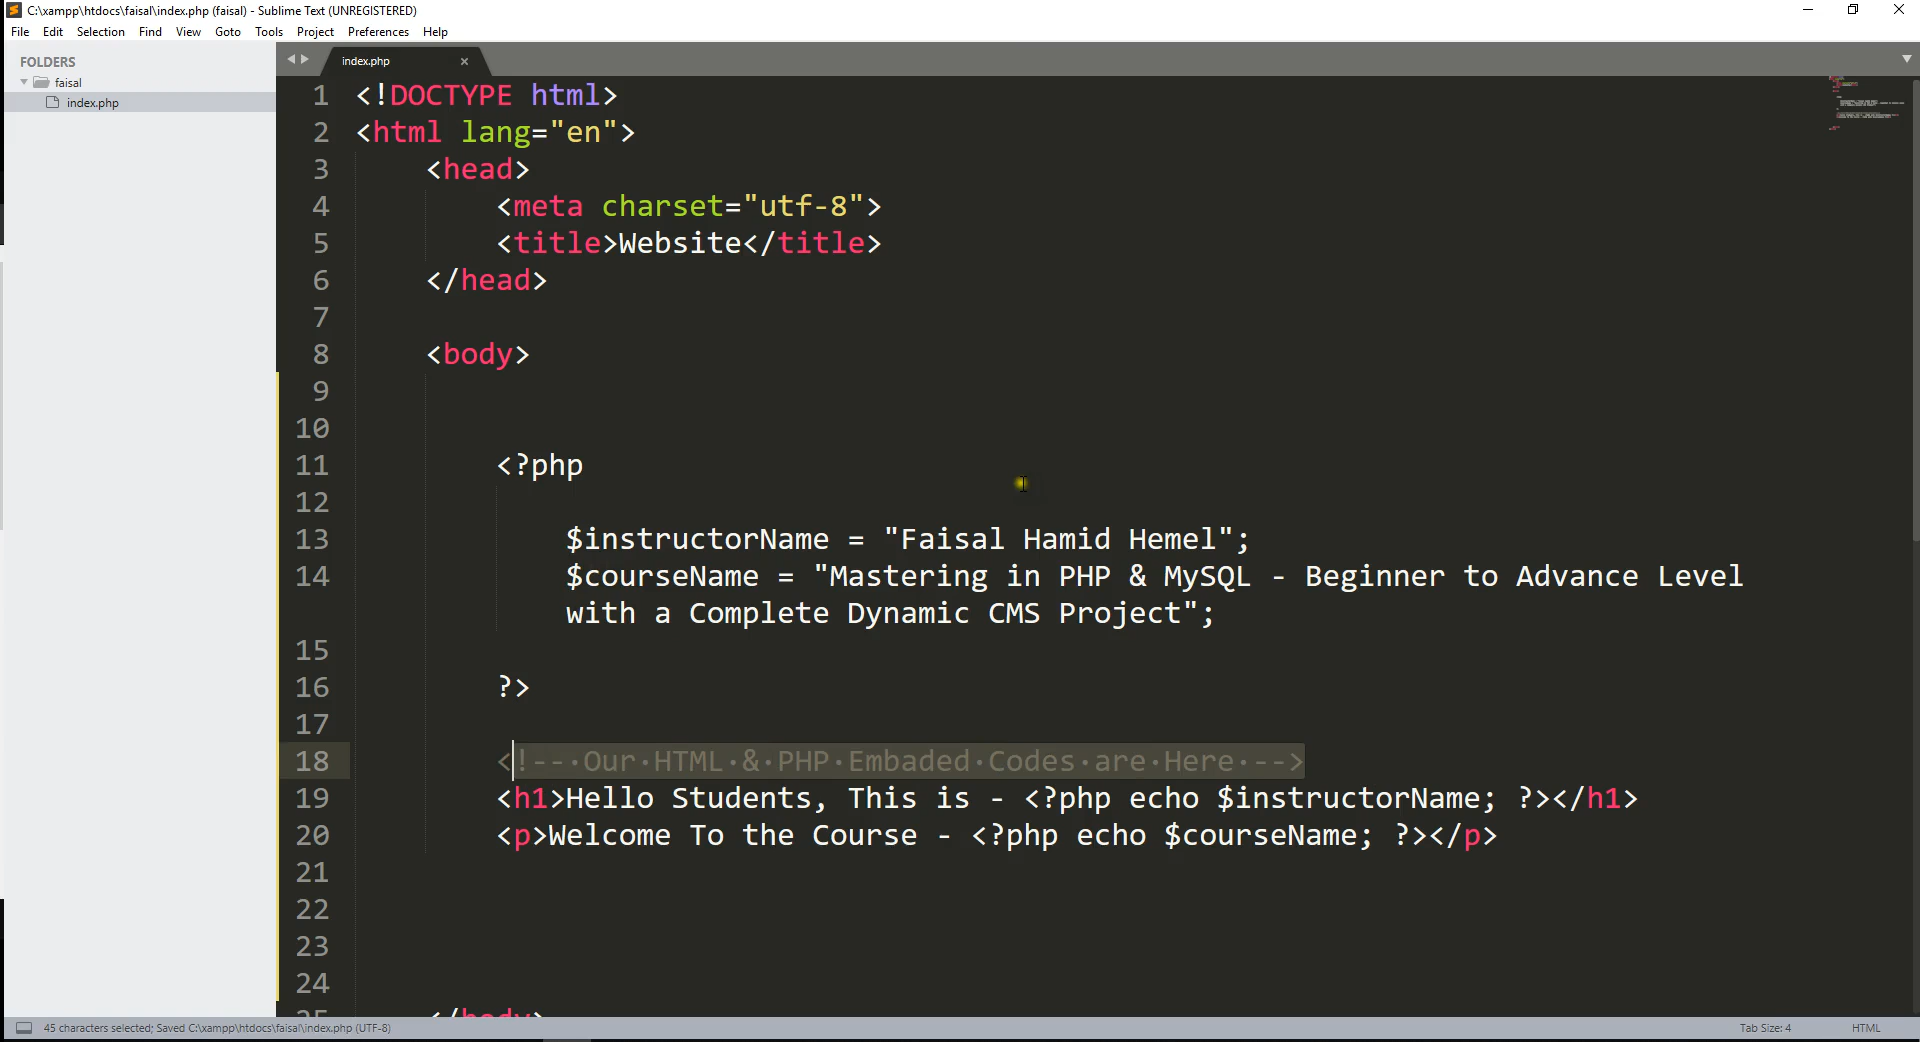 C:\xampp\htdocs\faisal\index.php (faisal) - Sublime Text (UNREGISTERED)
File Edit Selection Find View Goto Tools Project Preferences Help
FOLDERS
faisal
index.php
index.php
1 <!DOCTYPE html>
2 <html lang="en">
3 <head>
4 <meta charset="utf-8">
5 <title>Website</title>
6 </head>
7
8 <body>
9
10
11 <?php
12
13 $instructorName = "Faisal Hamid Hemel";
14 $courseName = "Mastering in PHP & MySQL - Beginner to Advance Level
with a Complete Dynamic CMS Project";
15
16 ?>
17
18 <!-- Our HTML & PHP Embaded Codes are Here -->
19 <h1>Hello Students, This is - <?php echo $instructorName; ?></h1>
20 <p>Welcome To the Course - <?php echo $courseName; ?></p>
21
22
23
24
25 </body>
45 characters selected; Saved C:\xampp\htdocs\faisal\index.php (UTF-8)
Tab Size: 4
HTML